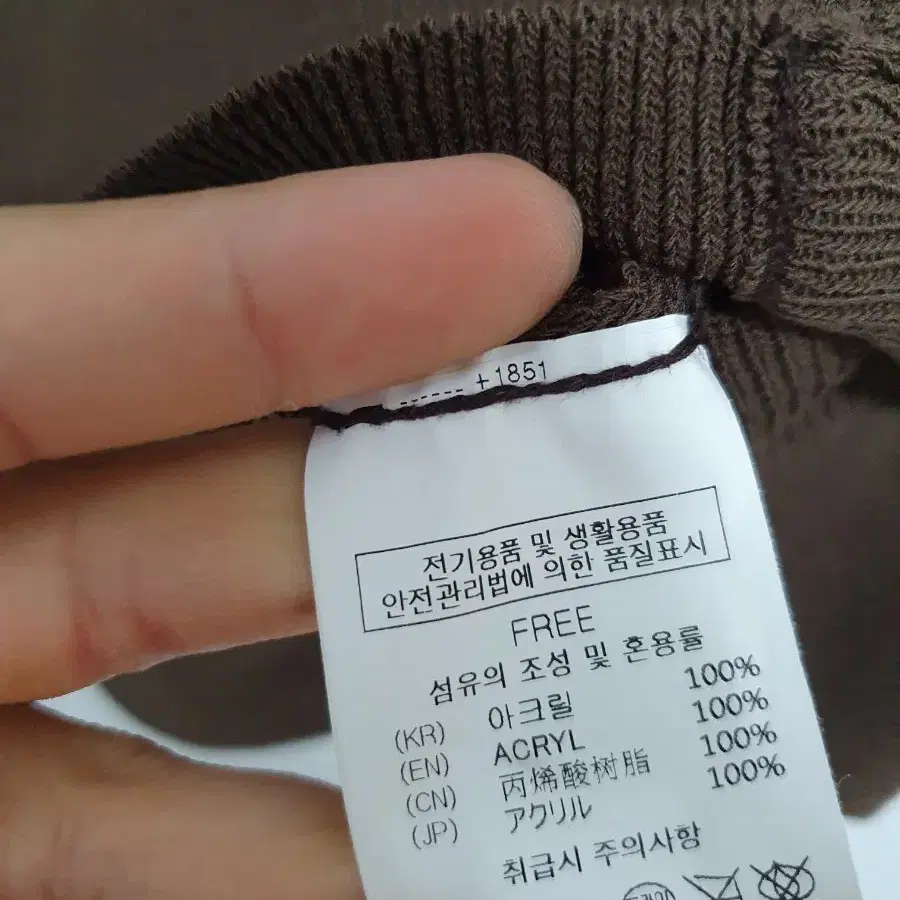 ------ +1851
전기용품 및 생활용품
안전관리법에 의한 품질표시
FREE
섬유의 조성 및 혼용률
(KR) 아크릴 100%
(EN) ACRYL 100%
(CN) 丙烯酸树脂 100%
(JP) アクリル 100%
취급시 주의사항